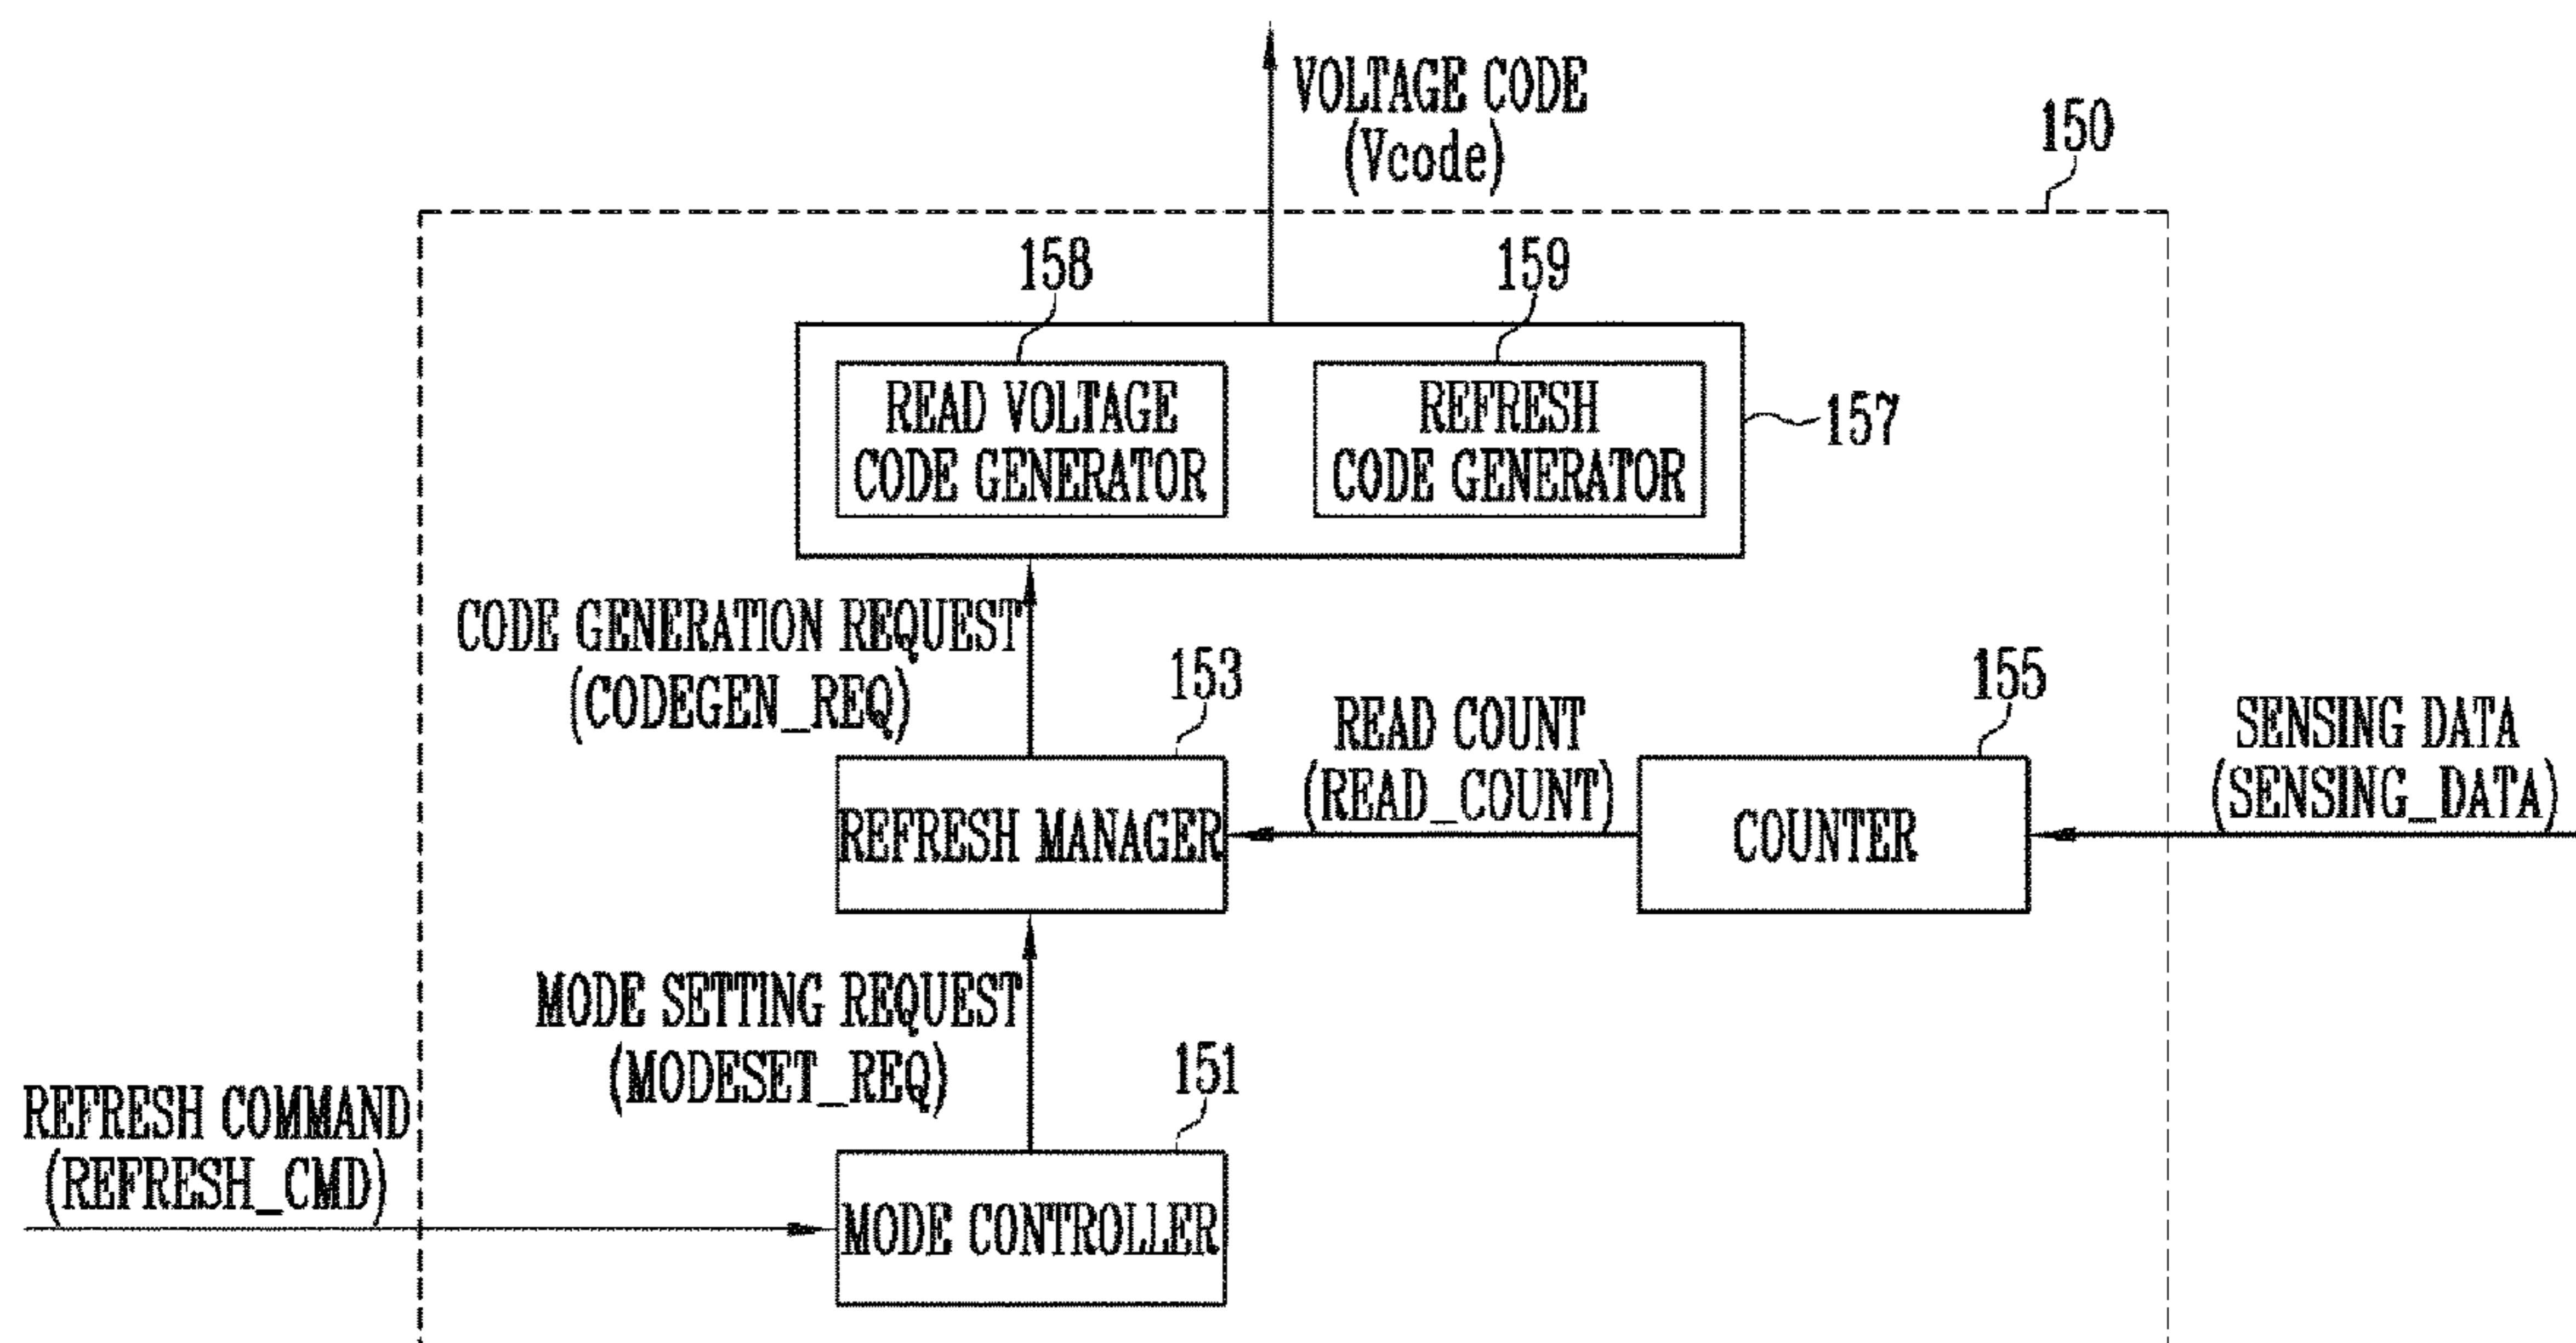 VOLTAGE CODE
(Vcode)
150
158
159
READ VOLTAGE
CODE GENERATOR
REFRESH
CODE GENERATOR
157
CODE GENERATION REQUEST
(CODEGEN_REQ)
153
READ COUNT
(READ_COUNT)
155
SENSING DATA
(SENSING_DATA)
REFRESH MANAGER
COUNTER
MODE SETTING REQUEST
(MODESET_REQ)
151
REFRESH COMMAND
(REFRESH_CMD)
MODE CONTROLLER